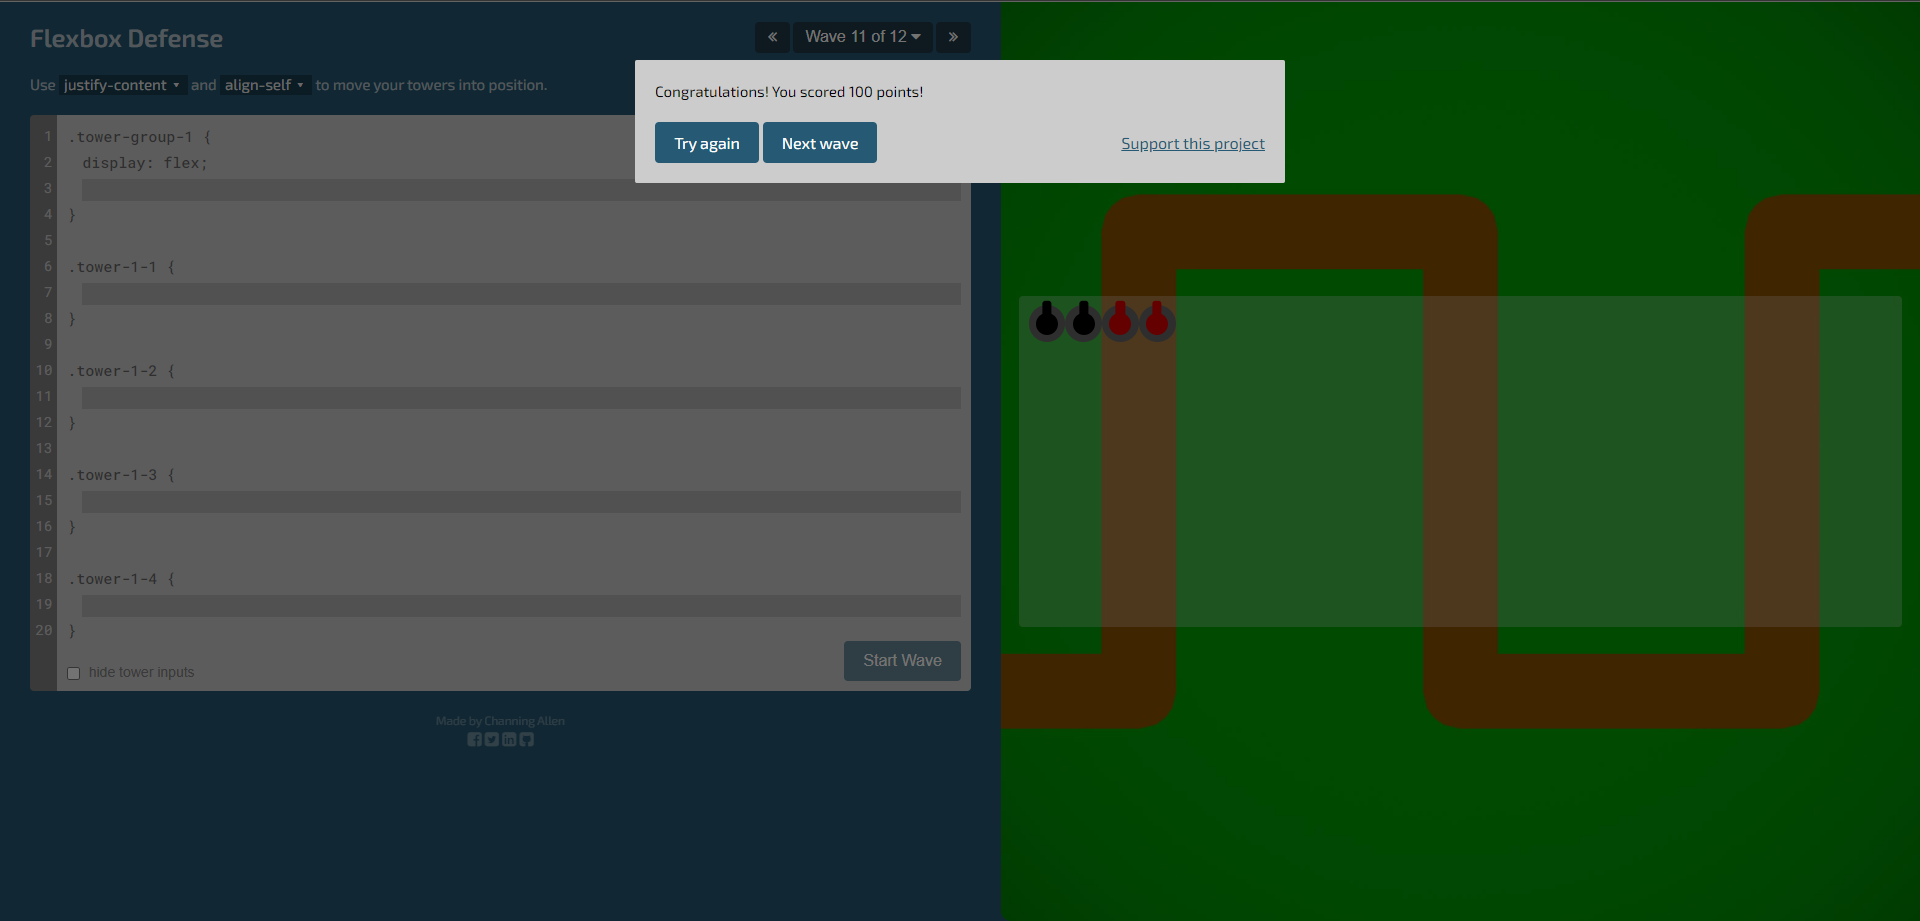 Flexbox Defense
« Wave 11 of 12 »
Use justify-content and align-self to move your towers into position.
Congratulations! You scored 100 points!
Try again Next wave Support this project
1 .tower-group-1 {
2 display: flex;
3
4 }
5
6 .tower-1-1 {
7
8 }
9
10 .tower-1-2 {
11
12 }
13
14 .tower-1-3 {
15
16 }
17
18 .tower-1-4 {
19
20 }
hide tower inputs Start Wave
Made by Channing Allen